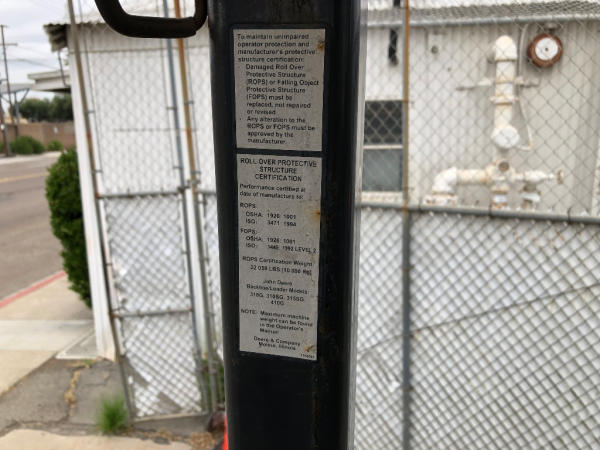 To maintain unimpaired
operator protection and
manufacturer's protective
structure certification:
- Damaged Roll Over
Protective Structure
(ROPS) or Falling Object
Protective Structure
(FOPS) must be
replaced, not repaired
or revised.
- Any alteration to the
ROPS or FOPS must be
approved by the
manufacturer.
ROLL OVER PROTECTIVE
STRUCTURE
CERTIFICATION
Performance certified at
date of manufacture to:
ROPS:
OSHA: 1926 1001
ISO: 3471 1994
FOPS:
OSHA: 1926 1001
ISO: 3449 1992 LEVEL 2
ROPS Certification Weight:
22 050 LBS (10 000 KG)
John Deere
Backhoe/Loader Models:
310G, 310SG, 315SG,
410G
NOTE: Maximum machine
weight can be found
in the Operator's
Manual
Deere & Company
Moline, Illinois